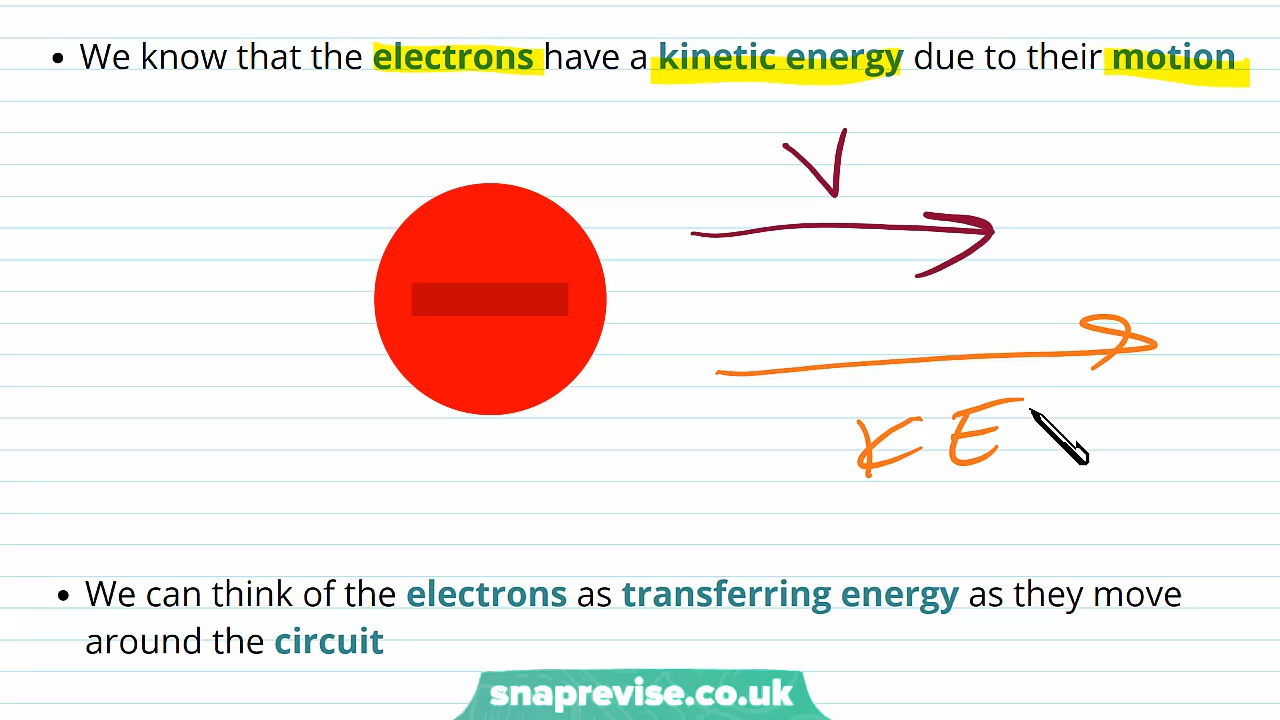 • We know that the electrons have a kinetic energy due to their motion
V
KE
• We can think of the electrons as transferring energy as they move
around the circuit
snaprevise.co.uk